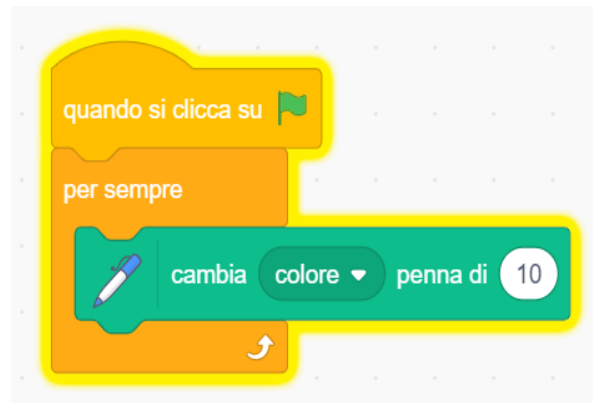 quando si clicca su
per sempre
cambia colore penna di 10